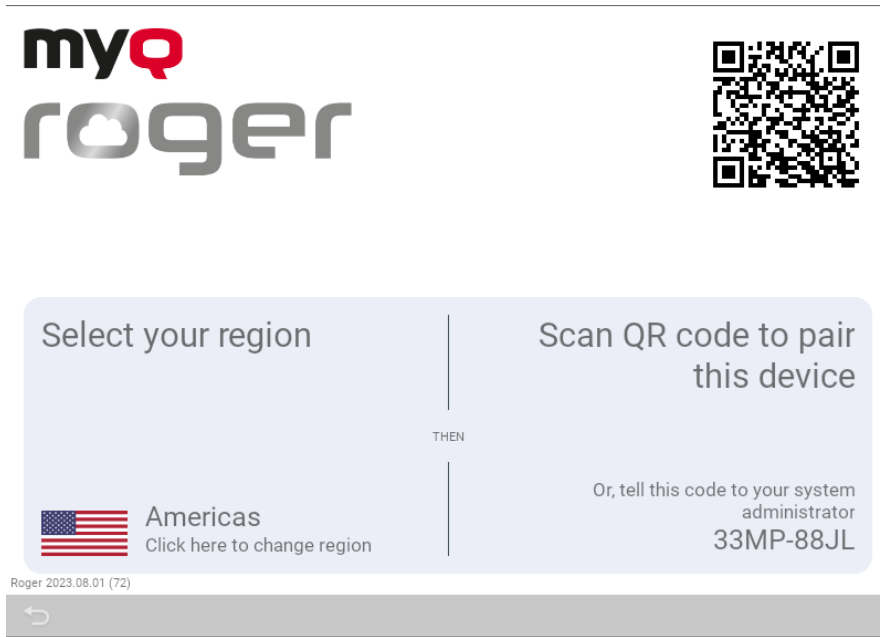 myQ
roger
Select your region
Scan QR code to pair
this device
THEN
Americas
Click here to change region
Or, tell this code to your system
administrator
33MP-88JL
Roger 2023.08.01 (72)